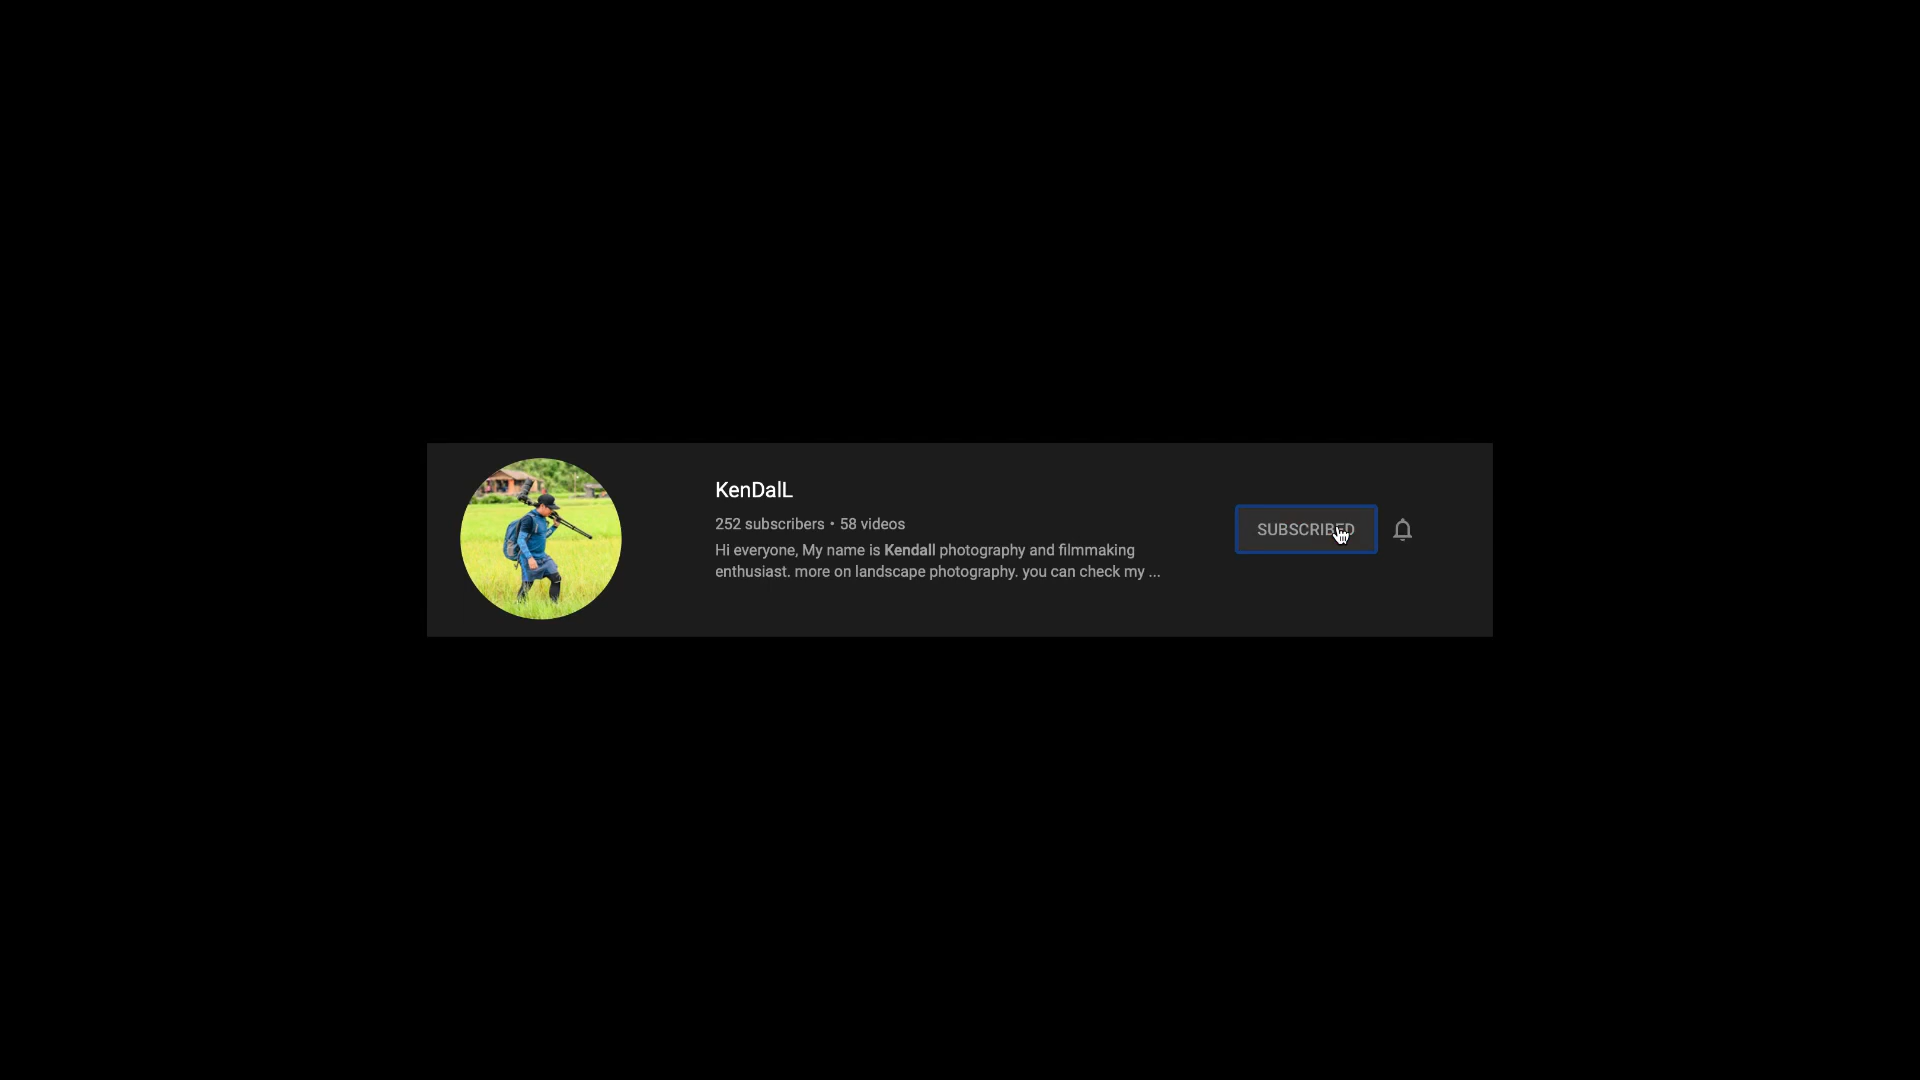 KenDalL
252 subscribers • 58 videos
SUBSCRIBED
Hi everyone, My name is Kendall photography and filmmaking
enthusiast. more on landscape photography. you can check my ...